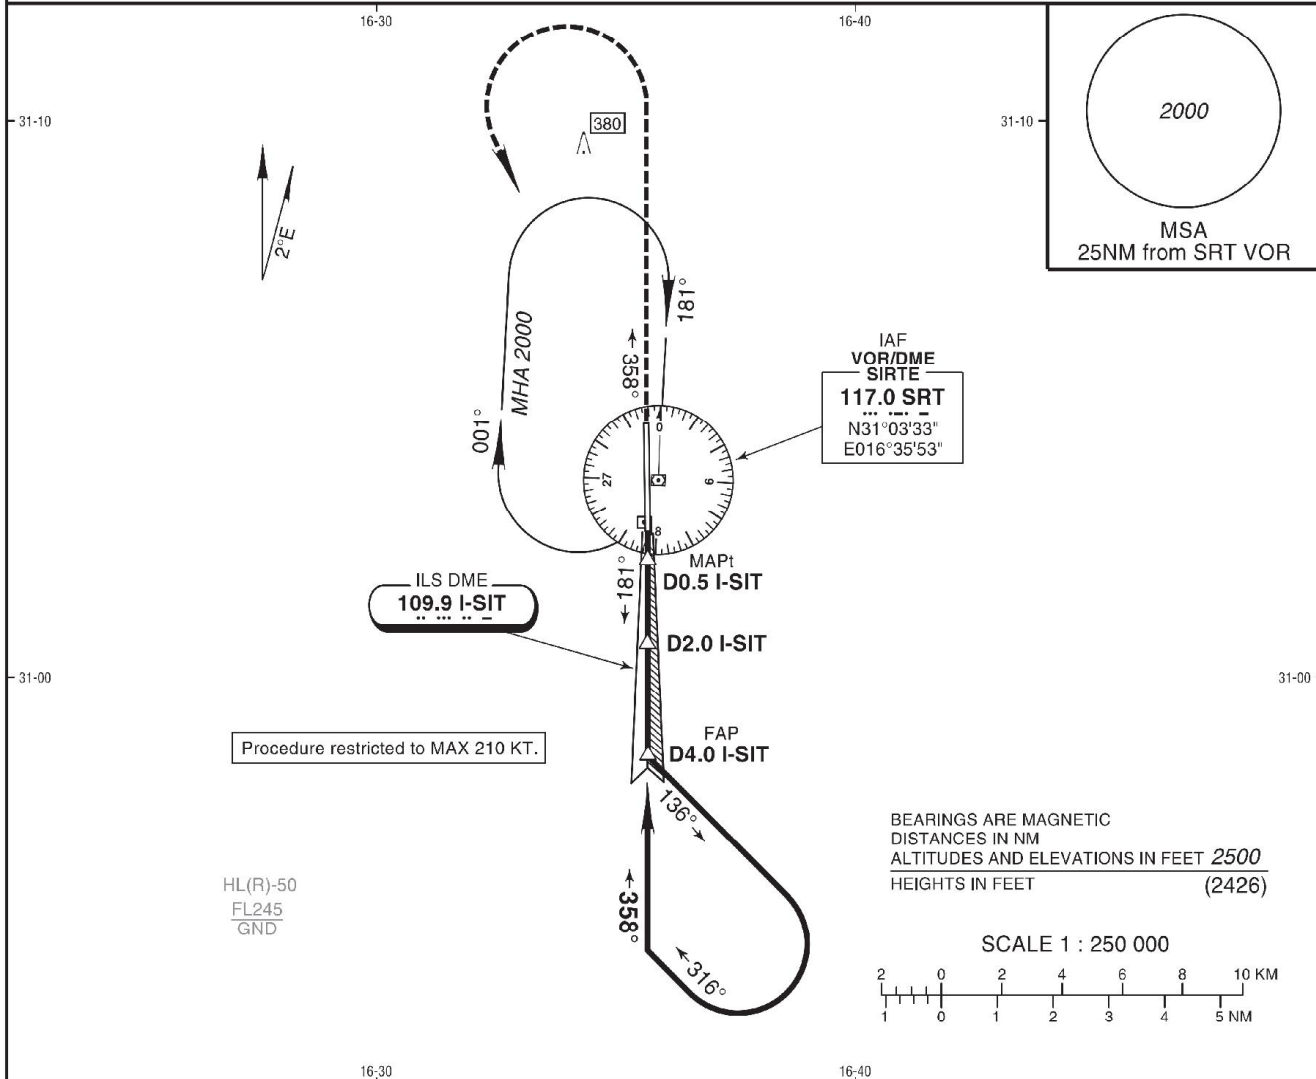 16-30
16-40
31-10
31-10
380
2000
MSA
25NM from SRT VOR
2°E
MHA 2000
181°
←358°
001°
IAF
VOR/DME
SIRTE
117.0 SRT
N31°03'33"
E016°35'53"
0
27
6
8
←181°
MAPt
D0.5 I-SIT
ILS DME
109.9 I-SIT
D2.0 I-SIT
31-00
31-00
FAP
D4.0 I-SIT
Procedure restricted to MAX 210 KT.
136°→
HL(R)-50
FL245
GND
←358°
←316°
BEARINGS ARE MAGNETIC
DISTANCES IN NM
ALTITUDES AND ELEVATIONS IN FEET 2500
HEIGHTS IN FEET (2426)
SCALE 1 : 250 000
2 0 2 4 6 8 10 KM
1 0 1 2 3 4 5 NM
16-30
16-40